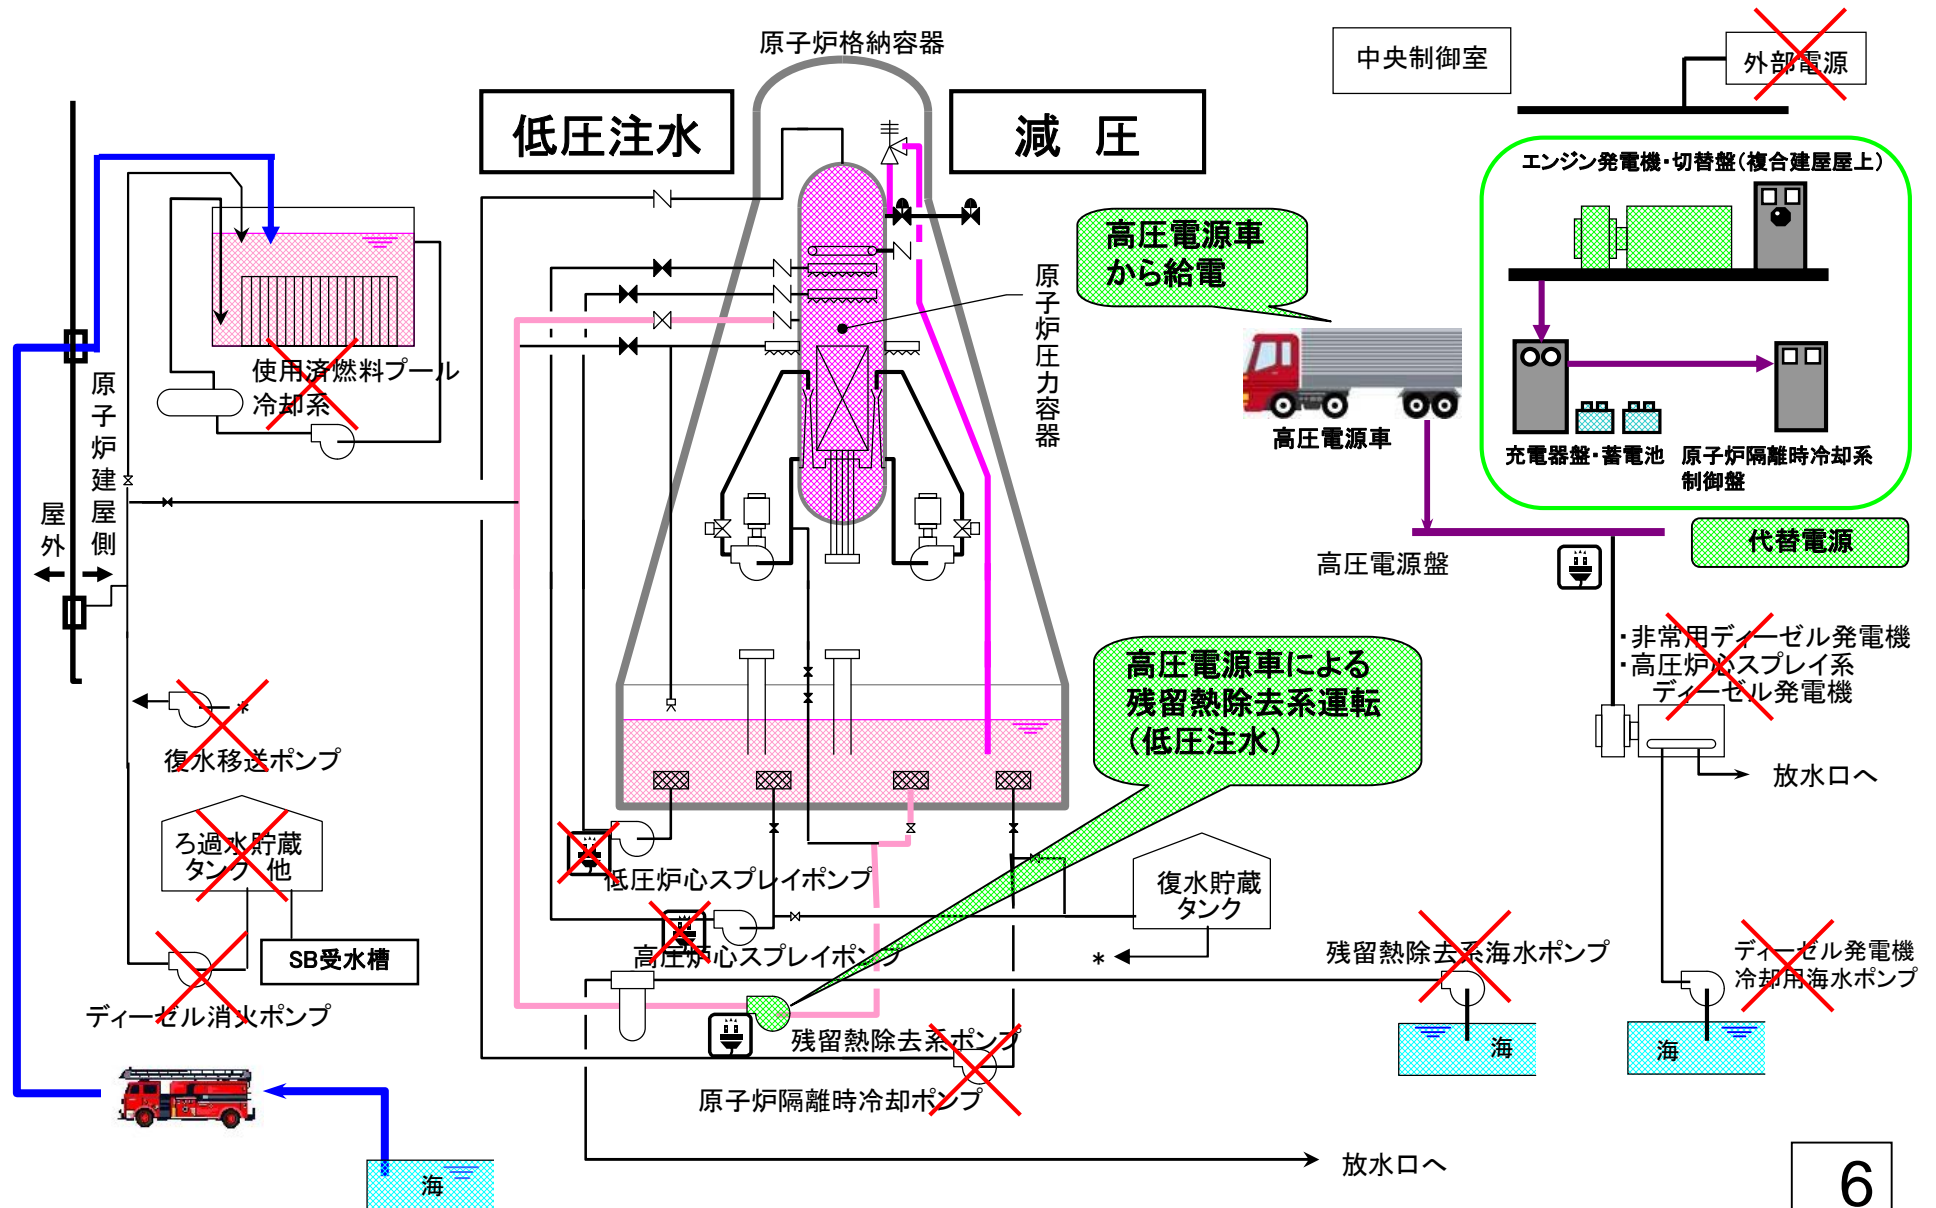 原子炉格納容器
中央制御室
外部電源
低圧注水
減 圧
エンジン発電機・切替盤(複合建屋屋上)
高圧電源車
から給電
原子炉圧力容器
使用済燃料プール
冷却系
高圧電源車
充電器盤・蓄電池
原子炉隔離時冷却系
制御盤
原子炉建屋側
屋外
高圧電源盤
代替電源
・非常用ディーゼル発電機
・高圧炉心スプレイ系
ディーゼル発電機
高圧電源車による
残留熱除去系運転
(低圧注水)
*
復水移送ポンプ
放水口へ
ろ過水貯蔵
タンク 他
低圧炉心スプレイポンプ
復水貯蔵
タンク
高圧炉心スプレイポンプ
*
SB受水槽
残留熱除去系海水ポンプ
ディーゼル発電機
冷却用海水ポンプ
ディーゼル消火ポンプ
残留熱除去系ポンプ
海
海
原子炉隔離時冷却ポンプ
放水口へ
海
6